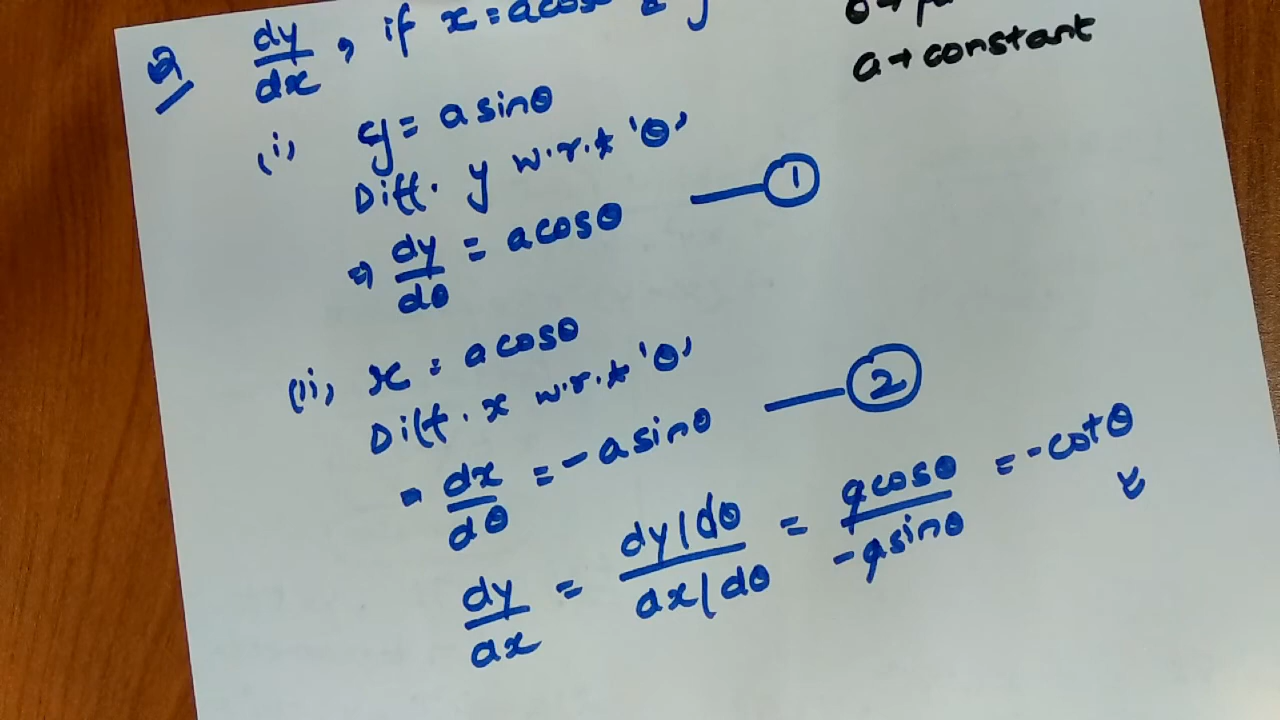 Q dy/dx, if x = acosθ & y
θ →
a → constant
(i) y = a sinθ
Diff. y w.r.t 'θ'
⇒ dy/dθ = a cosθ — 1
(ii) x = a cosθ
Diff. x w.r.t 'θ'
= dx/dθ = - a sinθ — 2
dy/dx = dy/dθ / dx/dθ = a cosθ / - a sinθ = - cotθ